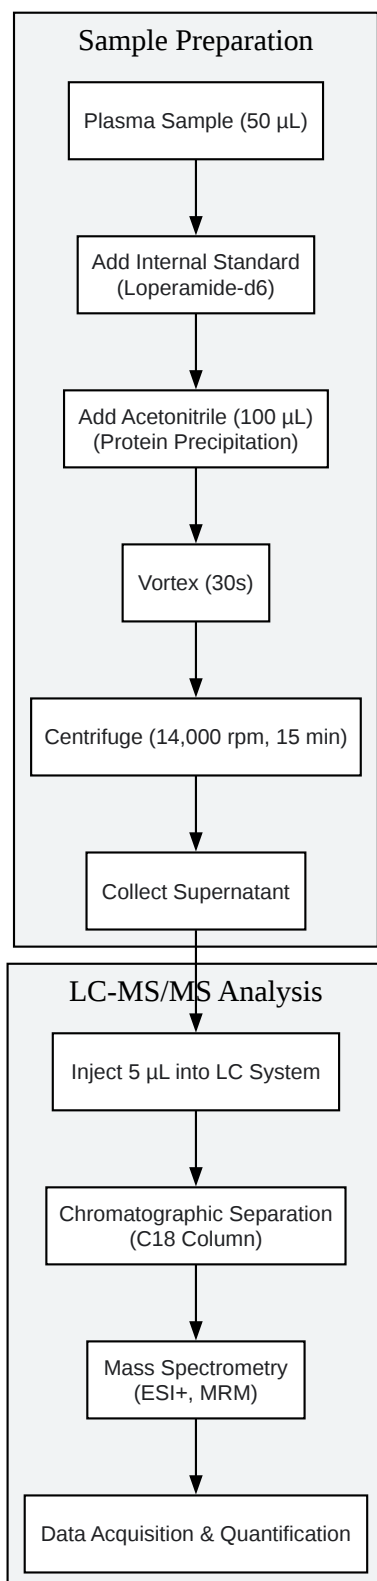 Sample Preparation
Plasma Sample (50 µL)
Add Internal Standard
(Loperamide-d6)
Add Acetonitrile (100 µL)
(Protein Precipitation)
Vortex (30s)
Centrifuge (14,000 rpm, 15 min)
Collect Supernatant
LC-MS/MS Analysis
Inject 5 µL into LC System
Chromatographic Separation
(C18 Column)
Mass Spectrometry
(ESI+, MRM)
Data Acquisition & Quantification